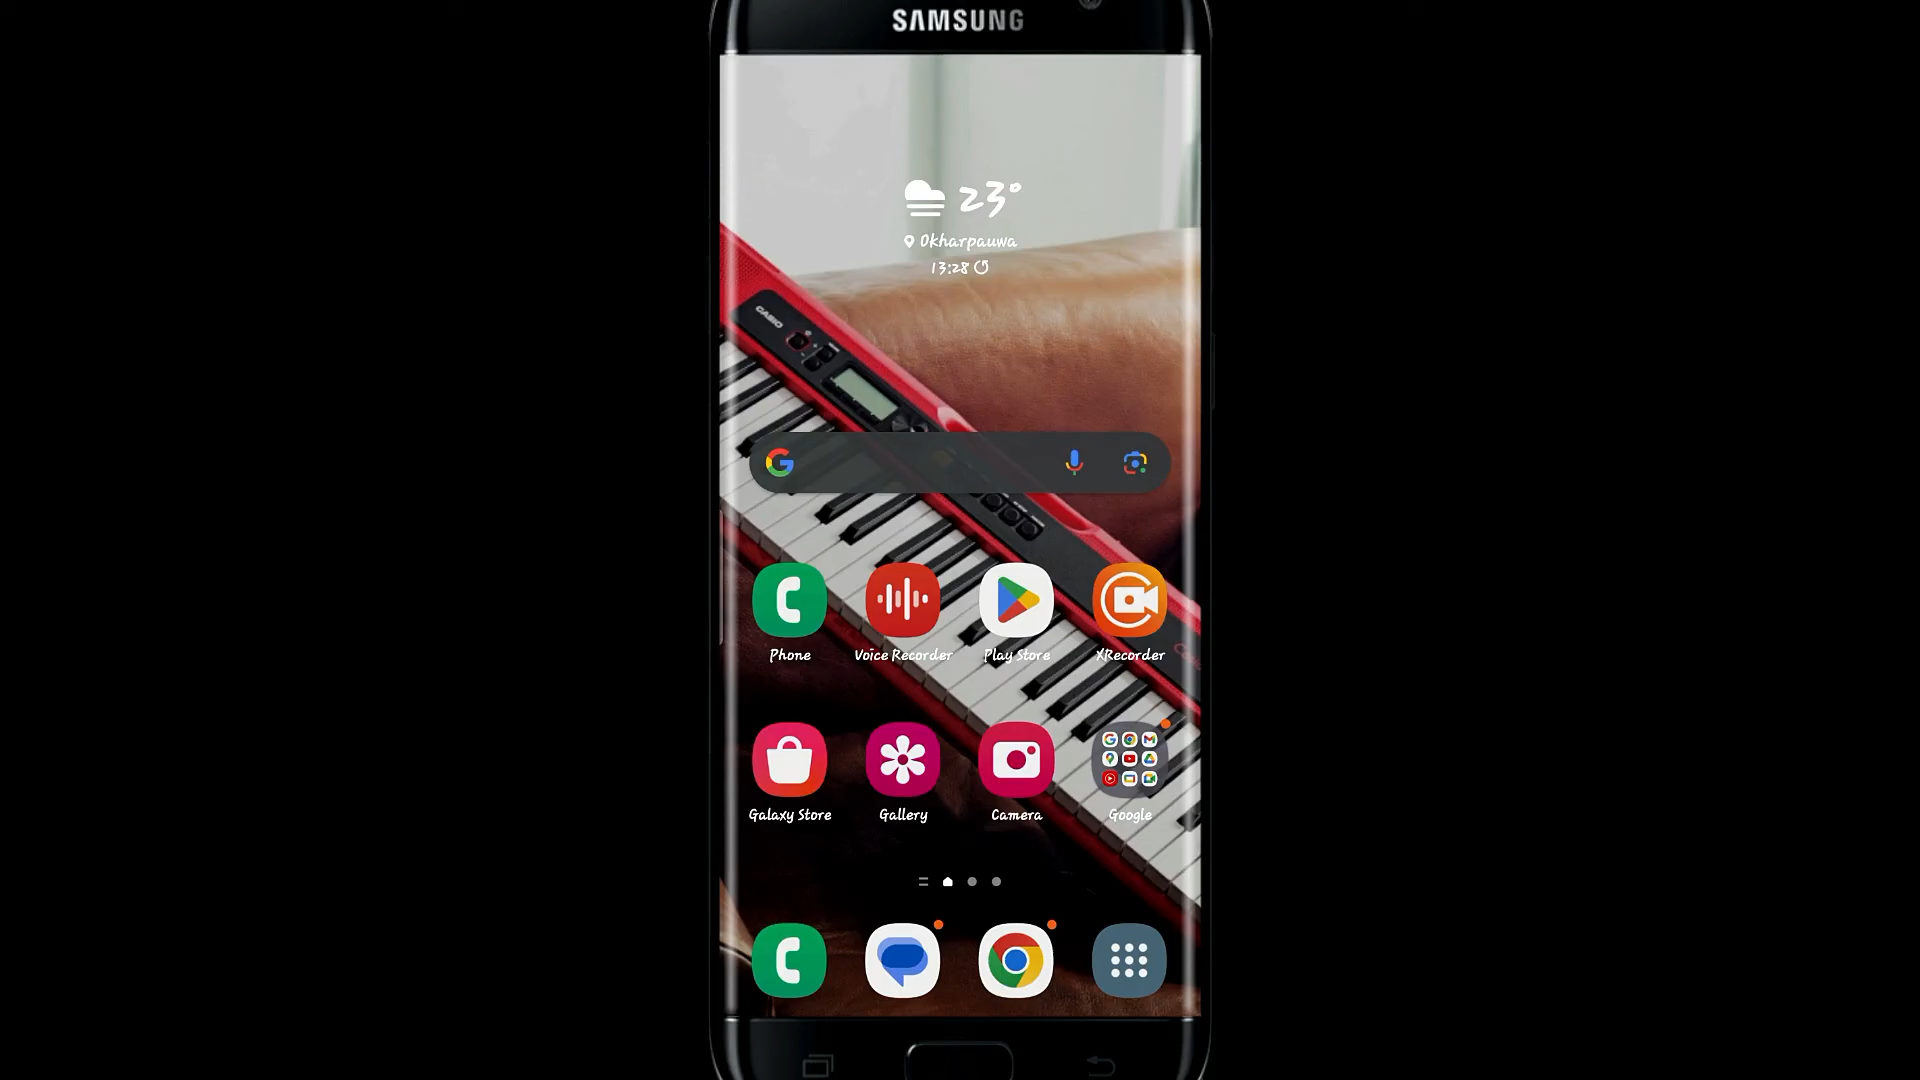 SAMSUNG
23°
Okharpauwa
13:28
CASIO
Phone
Voice Recorder
Play Store
XRecorder
Galaxy Store
Gallery
Camera
Google